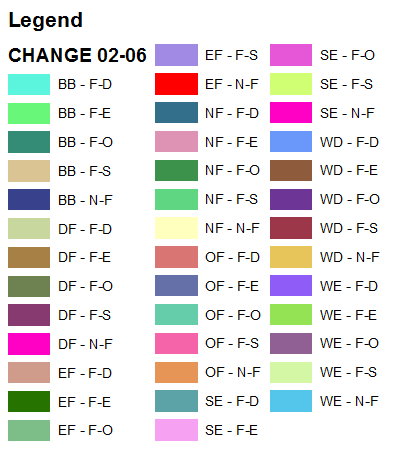 Legend
CHANGE 02-06
BB - F-D
BB - F-E
BB - F-O
BB - F-S
BB - N-F
DF - F-D
DF - F-E
DF - F-O
DF - F-S
DF - N-F
EF - F-D
EF - F-E
EF - F-O
EF - F-S
EF - N-F
NF - F-D
NF - F-E
NF - F-O
NF - F-S
NF - N-F
OF - F-D
OF - F-E
OF - F-O
OF - F-S
OF - N-F
SE - F-D
SE - F-E
SE - F-O
SE - F-S
SE - N-F
WD - F-D
WD - F-E
WD - F-O
WD - F-S
WD - N-F
WE - F-D
WE - F-E
WE - F-O
WE - F-S
WE - N-F